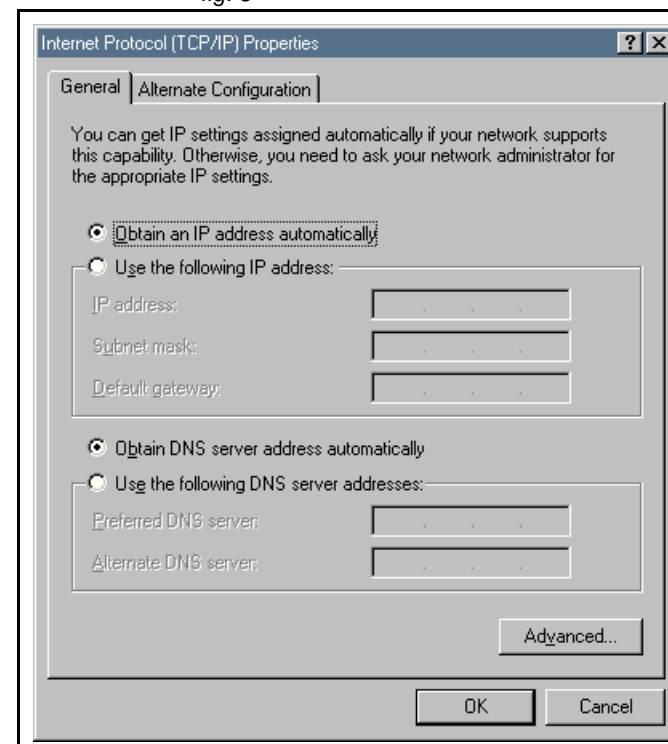 Internet Protocol (TCP/IP) Properties
General
Alternate Configuration
You can get IP settings assigned automatically if your network supports
this capability. Otherwise, you need to ask your network administrator for
the appropriate IP settings.
Obtain an IP address automatically
Use the following IP address:
IP address:
Subnet mask:
Default gateway:
Obtain DNS server address automatically
Use the following DNS server addresses:
Preferred DNS server:
Alternate DNS server:
Advanced...
OK
Cancel